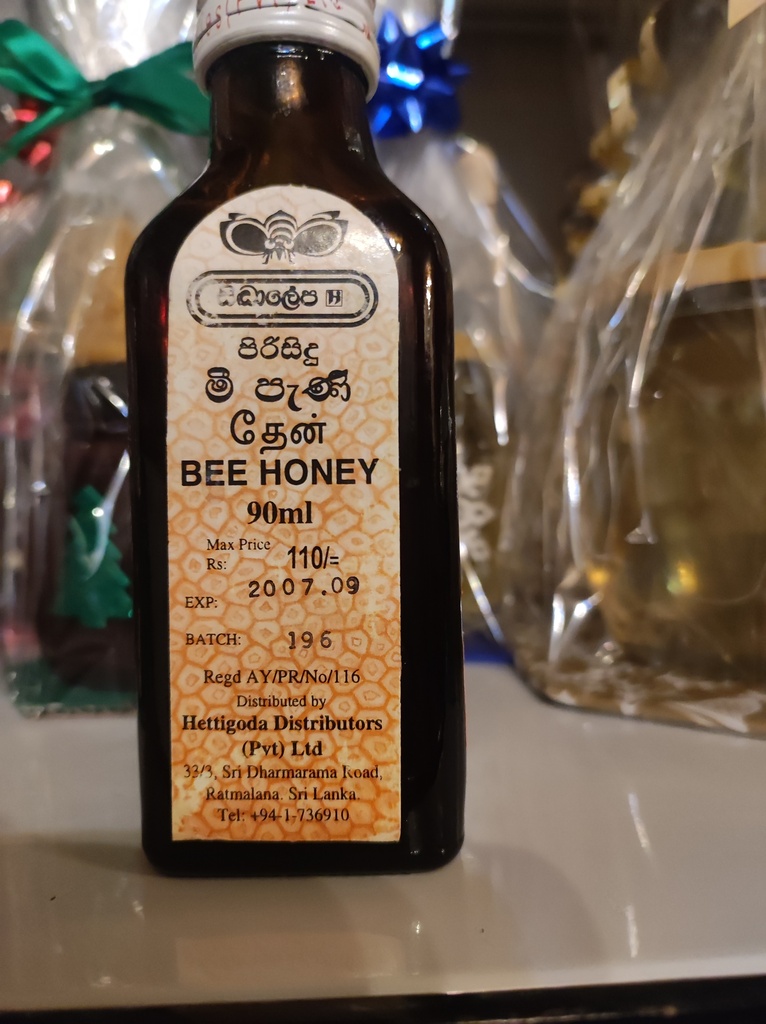 සිද්ධාලේප H
පිරිසිදු
මී පැණි
தேன்
BEE HONEY
90ml
Max Price
Rs: 110/=
EXP: 2007.09
BATCH: 196
Regd AY/PR/No/116
Distributed by
Hettigoda Distributors
(Pvt) Ltd
33/3, Sri Dharmarama Road,
Ratmalana. Sri Lanka.
Tel: +94-1-736910